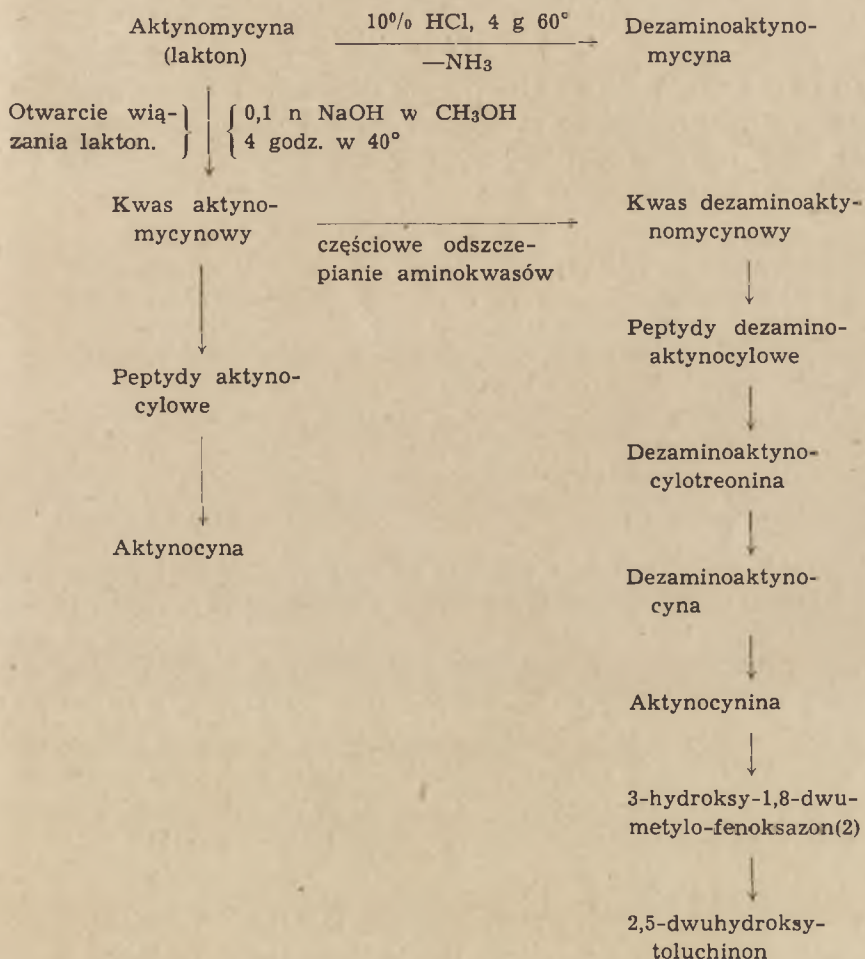 Aktynomycyna
(lakton)
10⁰/₀ HCl, 4 g 60°
—NH₃
Dezaminoaktyno-
mycyna
Otwarcie wią-
zania lakton.
0,1 n NaOH w CH₃OH
4 godz. w 40°
Kwas aktyno-
mycynowy
częściowe odszcze-
pianie aminokwasów
Kwas dezaminoakty-
nomycynowy
Peptydy aktyno-
cylowe
Peptydy dezamino-
aktynocylowe
Dezaminoaktyno-
cylotreonina
Aktynocyna
Dezaminoaktyno-
cyna
Aktynocynina
3-hydroksy-1,8-dwu-
metylo-fenoksazon(2)
2,5-dwuhydroksy-
toluchinon